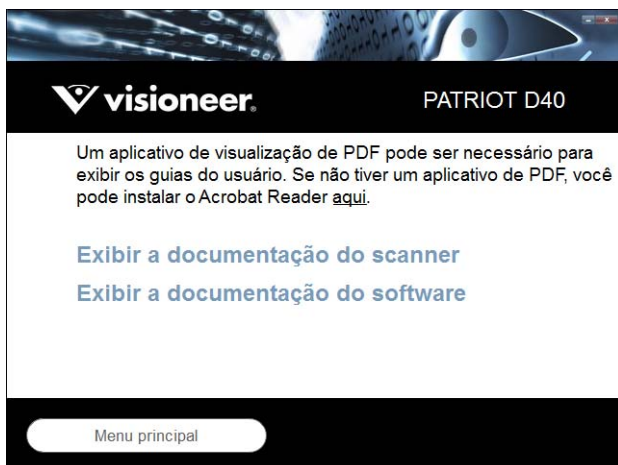 visioneer.
PATRIOT D40
Um aplicativo de visualização de PDF pode ser necessário para
exibir os guias do usuário. Se não tiver um aplicativo de PDF, você
pode instalar o Acrobat Reader aqui.
Exibir a documentação do scanner
Exibir a documentação do software
Menu principal